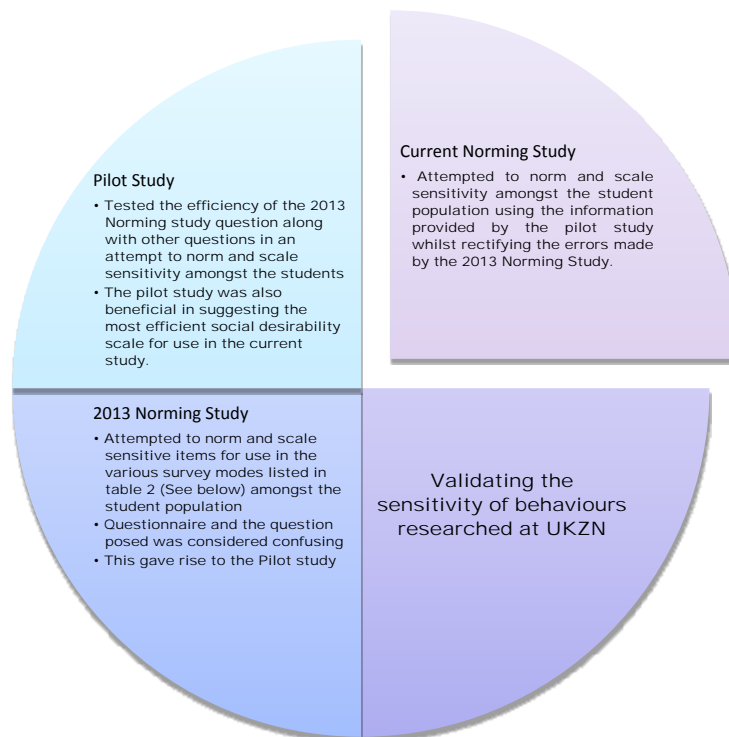 Pilot Study
• Tested the efficiency of the 2013
Norming study question along
with other questions in an
attempt to norm and scale
sensitivity amongst the students
• The pilot study was also
beneficial in suggesting the
most efficient social desirability
scale for use in the current
study.
Current Norming Study
• Attempted to norm and scale
sensitivity amongst the student
population using the information
provided by the pilot study
whilst rectifying the errors made
by the 2013 Norming Study.
2013 Norming Study
• Attempted to norm and scale
sensitive items for use in the
various survey modes listed in
table 2 (See below) amongst the
student population
• Questionnaire and the question
posed was considered confusing
• This gave rise to the Pilot study
Validating the
sensitivity of behaviours
researched at UKZN